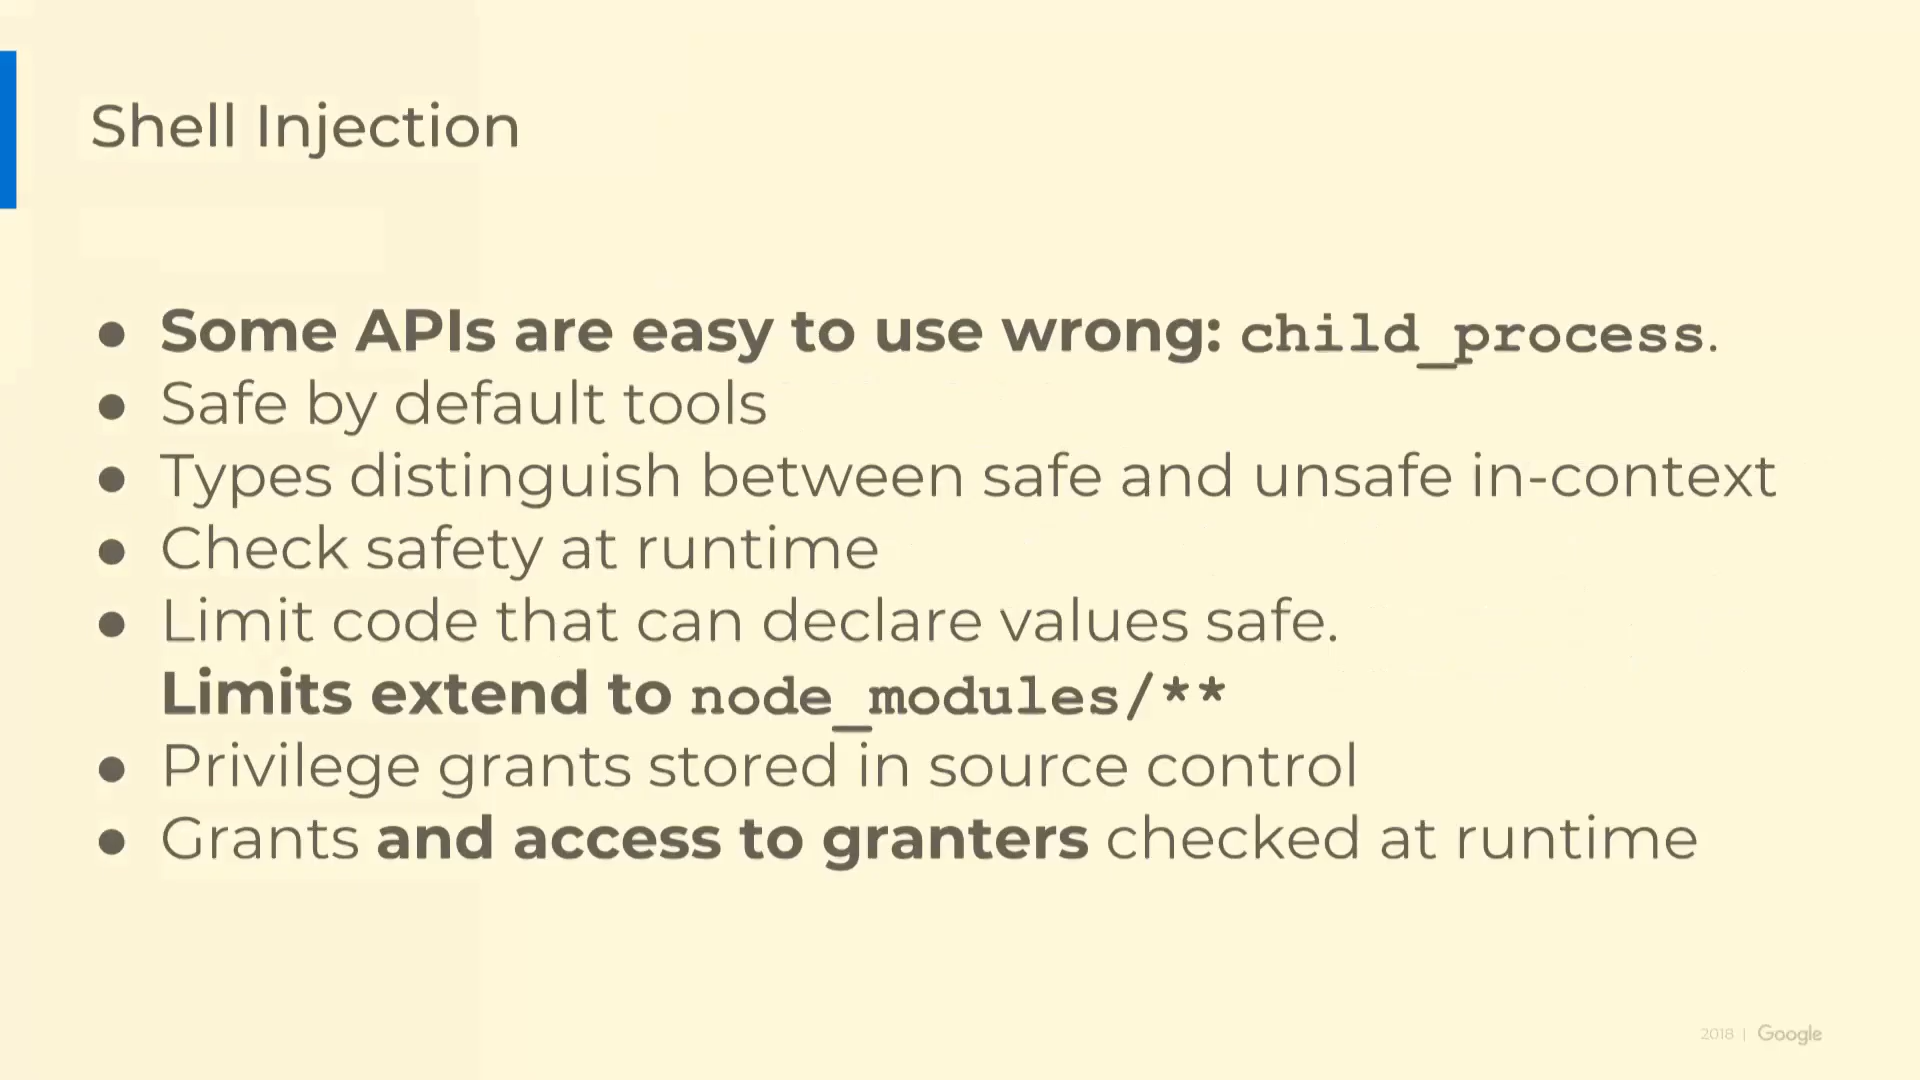 Shell Injection
● Some APIs are easy to use wrong: child_process.
● Safe by default tools
● Types distinguish between safe and unsafe in-context
● Check safety at runtime
● Limit code that can declare values safe.
Limits extend to node_modules/**
● Privilege grants stored in source control
● Grants and access to granters checked at runtime
2018 | Google